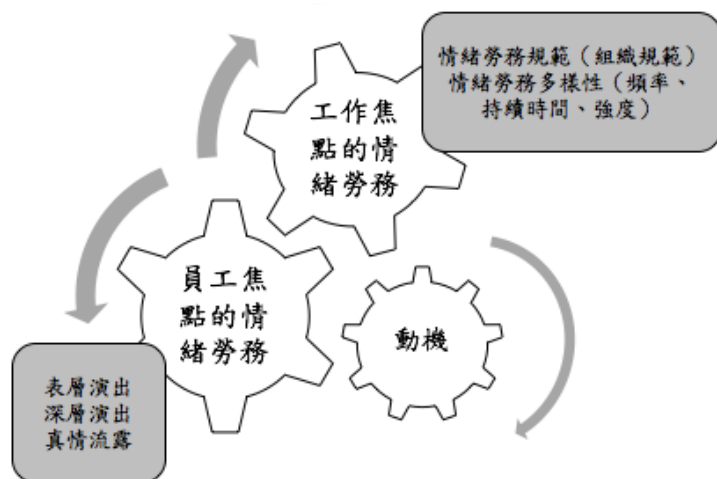 情緒勞務規範（組織規範）
情緒勞務多樣性（頻率、
持續時間、強度）
工作焦
點的情
緒勞務
員工焦
點的情
緒勞務
動機
表層演出
深層演出
真情流露